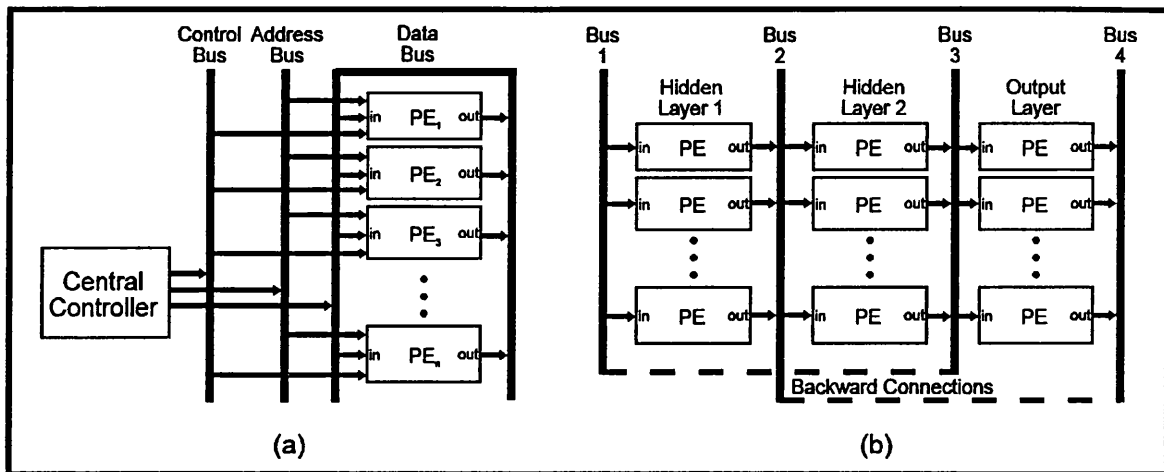 Control Bus
Address Bus
Data Bus
in PE1 out
in PE2 out
in PE3 out
in PEn out
Central
Controller
(a)
Bus 1
Bus 2
Bus 3
Bus 4
Hidden
Layer 1
Hidden
Layer 2
Output
Layer
in PE out in PE out in PE out
in PE out in PE out in PE out
in PE out in PE out in PE out
Backward Connections
(b)